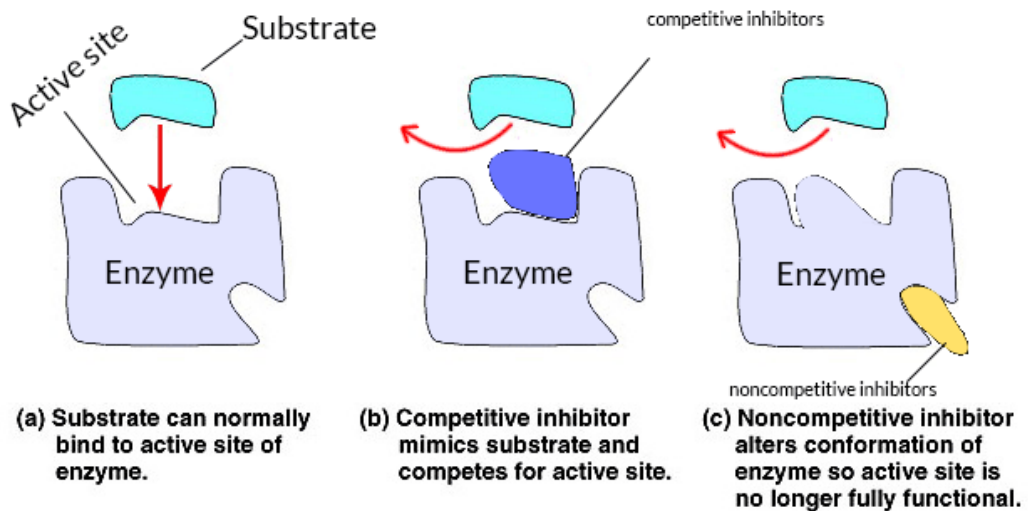 Active site
Substrate
competitive inhibitors
Enzyme
Enzyme
Enzyme
noncompetitive inhibitors
(a) Substrate can normally
bind to active site of
enzyme.
(b) Competitive inhibitor
mimics substrate and
competes for active site.
(c) Noncompetitive inhibitor
alters conformation of
enzyme so active site is
no longer fully functional.